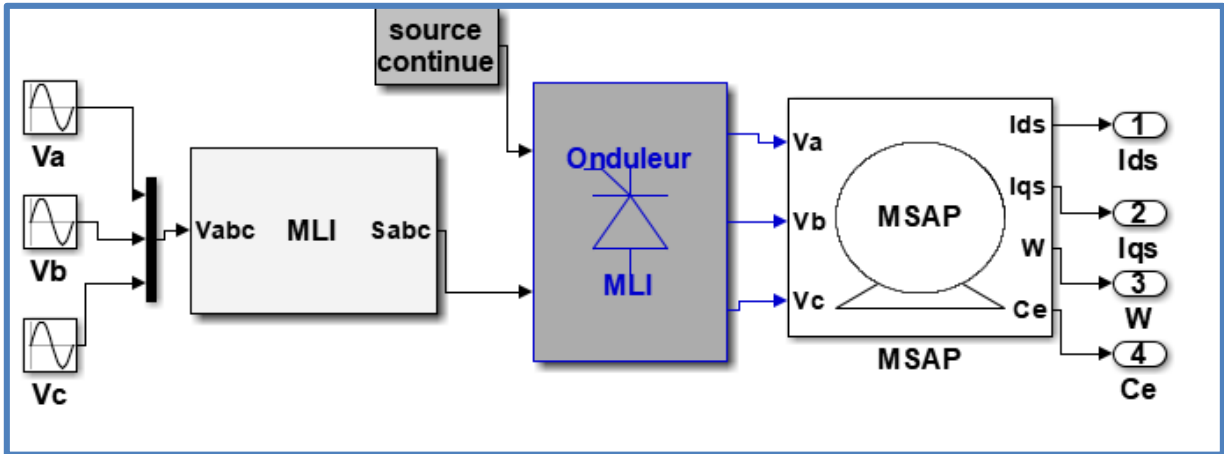 source
continue
Va
Vb
Vc
Vabc
MLI
Sabc
Onduleur
MLI
Va
Vb
Vc
MSAP
Ids
Iqs
W
Ce
MSAP
1
Ids
2
Iqs
3
W
4
Ce